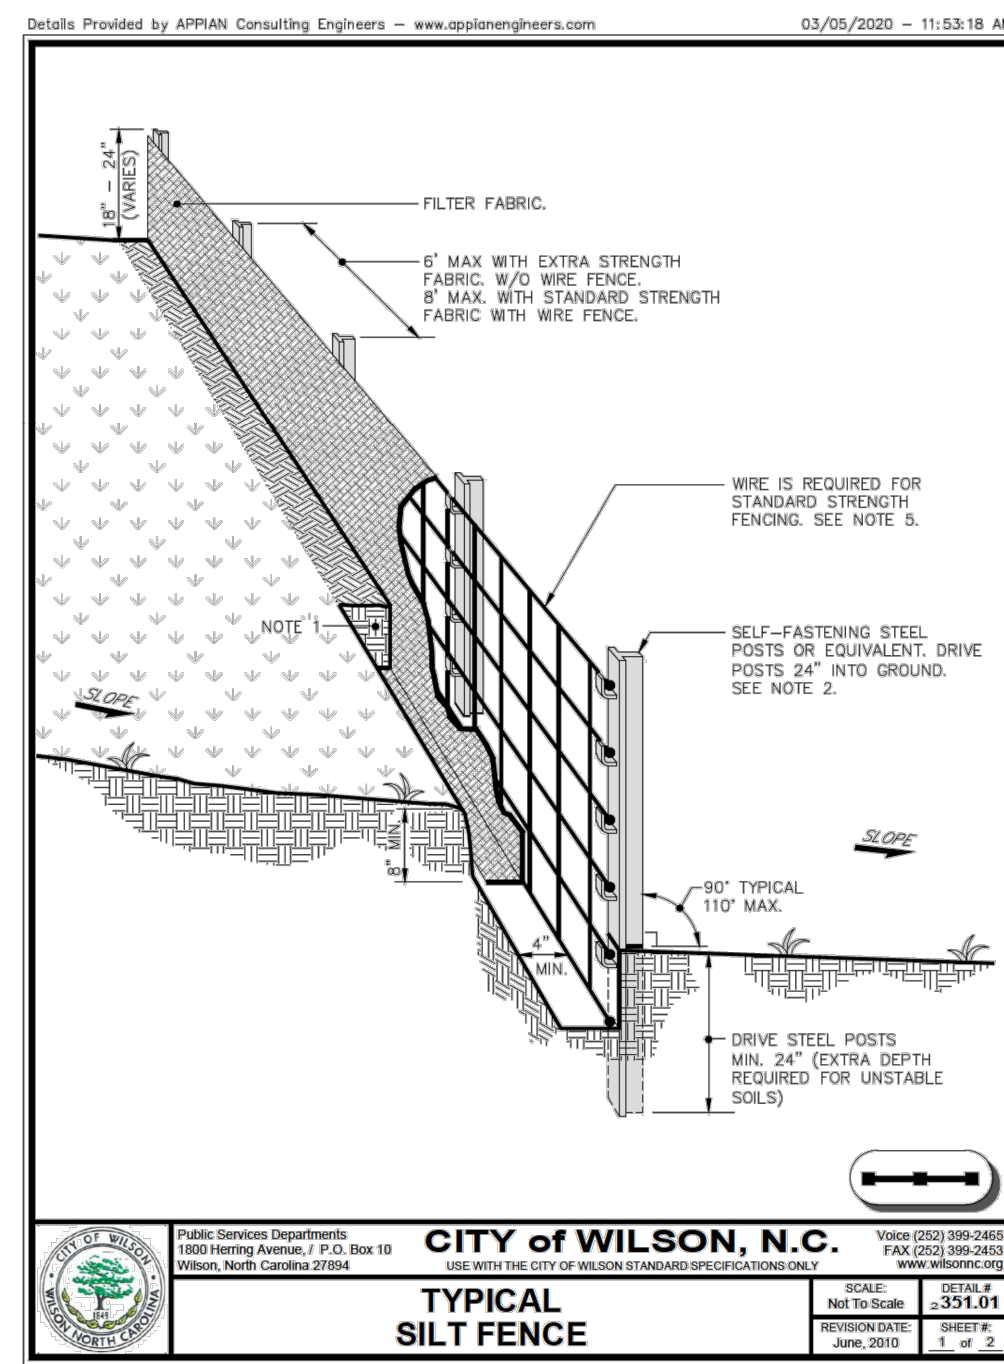 Details Provided by APPIAN Consulting Engineers – www.appianengineers.com
03/05/2020 – 11:53:18 AM
18" – 24"
(VARIES)
FILTER FABRIC.
6' MAX WITH EXTRA STRENGTH
FABRIC. W/O WIRE FENCE.
8' MAX. WITH STANDARD STRENGTH
FABRIC WITH WIRE FENCE.
WIRE IS REQUIRED FOR
STANDARD STRENGTH
FENCING. SEE NOTE 5.
NOTE 1
SELF–FASTENING STEEL
POSTS OR EQUIVALENT. DRIVE
POSTS 24" INTO GROUND.
SEE NOTE 2.
SLOPE
8" MIN.
SLOPE
90° TYPICAL
110° MAX.
4"
MIN.
DRIVE STEEL POSTS
MIN. 24" (EXTRA DEPTH
REQUIRED FOR UNSTABLE
SOILS)
CITY OF WILSON
1849
WILSON NORTH CAROLINA
Public Services Departments
1800 Herring Avenue, / P.O. Box 10
Wilson, North Carolina 27894
CITY of WILSON, N.C.
USE WITH THE CITY OF WILSON STANDARD SPECIFICATIONS ONLY
Voice (252) 399-2465
FAX (252) 399-2453
www.wilsonnc.org
TYPICAL
SILT FENCE
SCALE:
Not To Scale
DETAIL#
2 351.01
REVISION DATE:
June, 2010
SHEET #:
1 of 2